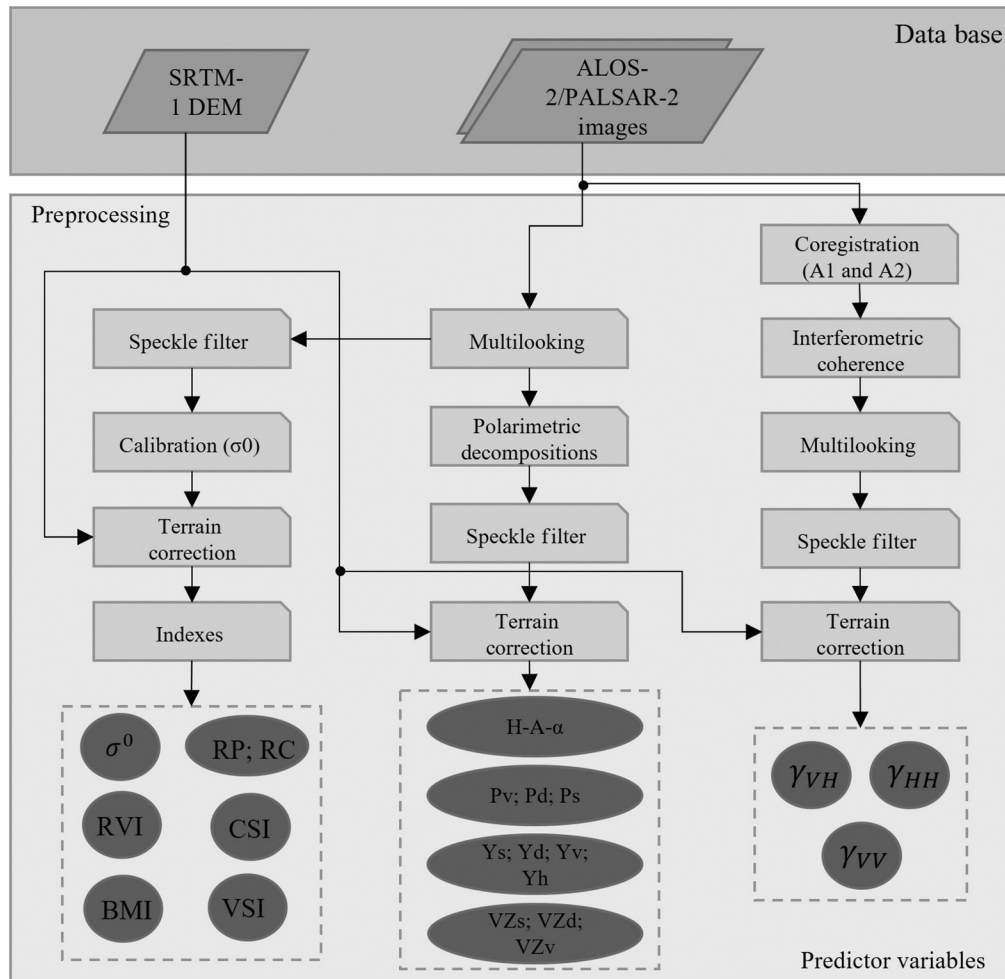 Data base
SRTM-
1 DEM
ALOS-
2/PALSAR-2
images
Preprocessing
Coregistration
(A1 and A2)
Speckle filter
Multilooking
Interferometric
coherence
Calibration (σ0)
Polarimetric
decompositions
Multilooking
Terrain
correction
Speckle filter
Speckle filter
Indexes
Terrain
correction
Terrain
correction
σ⁰
RP; RC
RVI
CSI
BMI
VSI
H-A-α
Pv; Pd; Ps
Ys; Yd; Yv;
Yh
VZs; VZd;
VZv
γVH
γHH
γVV
Predictor variables